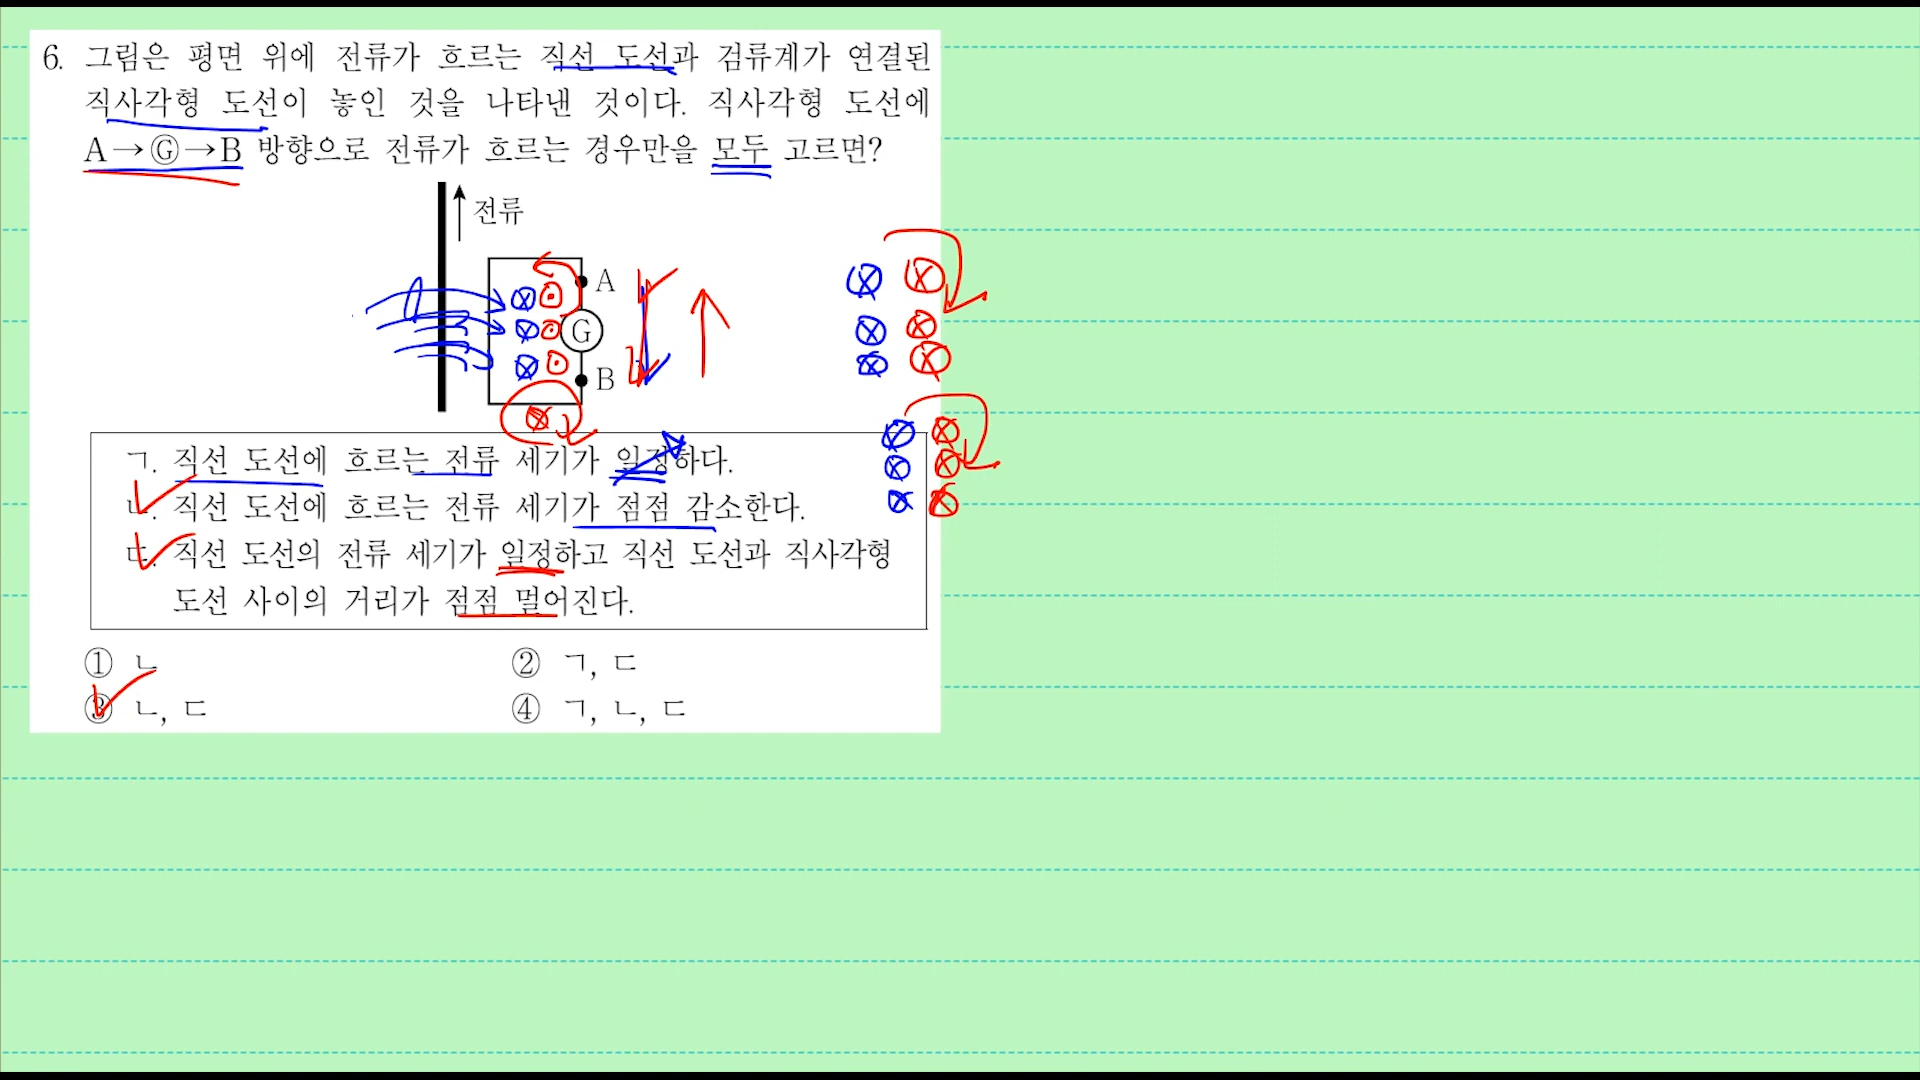 6. 그림은 평면 위에 전류가 흐르는 직선 도선과 검류계가 연결된
직사각형 도선이 놓인 것을 나타낸 것이다. 직사각형 도선에
A→Ⓖ→B 방향으로 전류가 흐르는 경우만을 모두 고르면?
전류
A
G
B
ㄱ. 직선 도선에 흐르는 전류 세기가 일정하다.
ㄴ. 직선 도선에 흐르는 전류 세기가 점점 감소한다.
ㄷ. 직선 도선의 전류 세기가 일정하고 직선 도선과 직사각형
도선 사이의 거리가 점점 멀어진다.
① ㄴ ② ㄱ, ㄷ
③ ㄴ, ㄷ ④ ㄱ, ㄴ, ㄷ